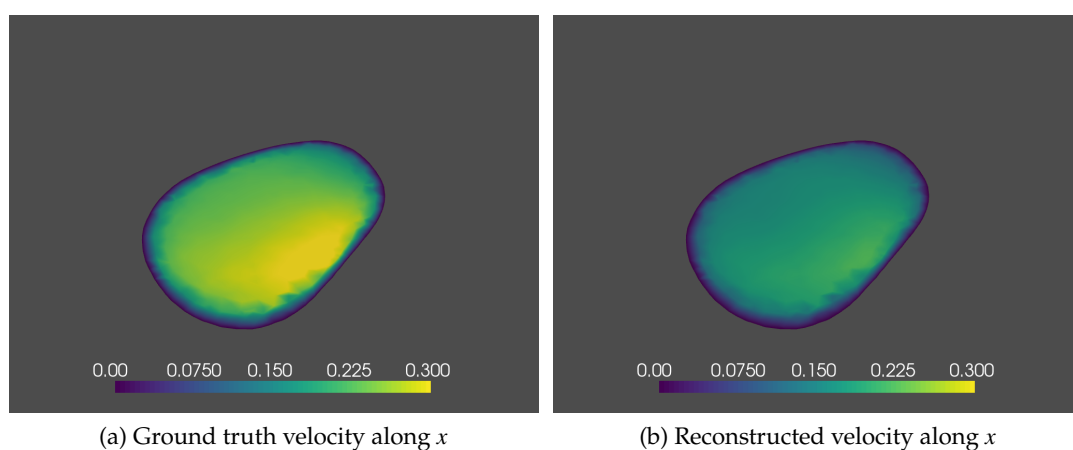 0.00 0.0750 0.150 0.225 0.300
0.00 0.0750 0.150 0.225 0.300
(a) Ground truth velocity along x
(b) Reconstructed velocity along x